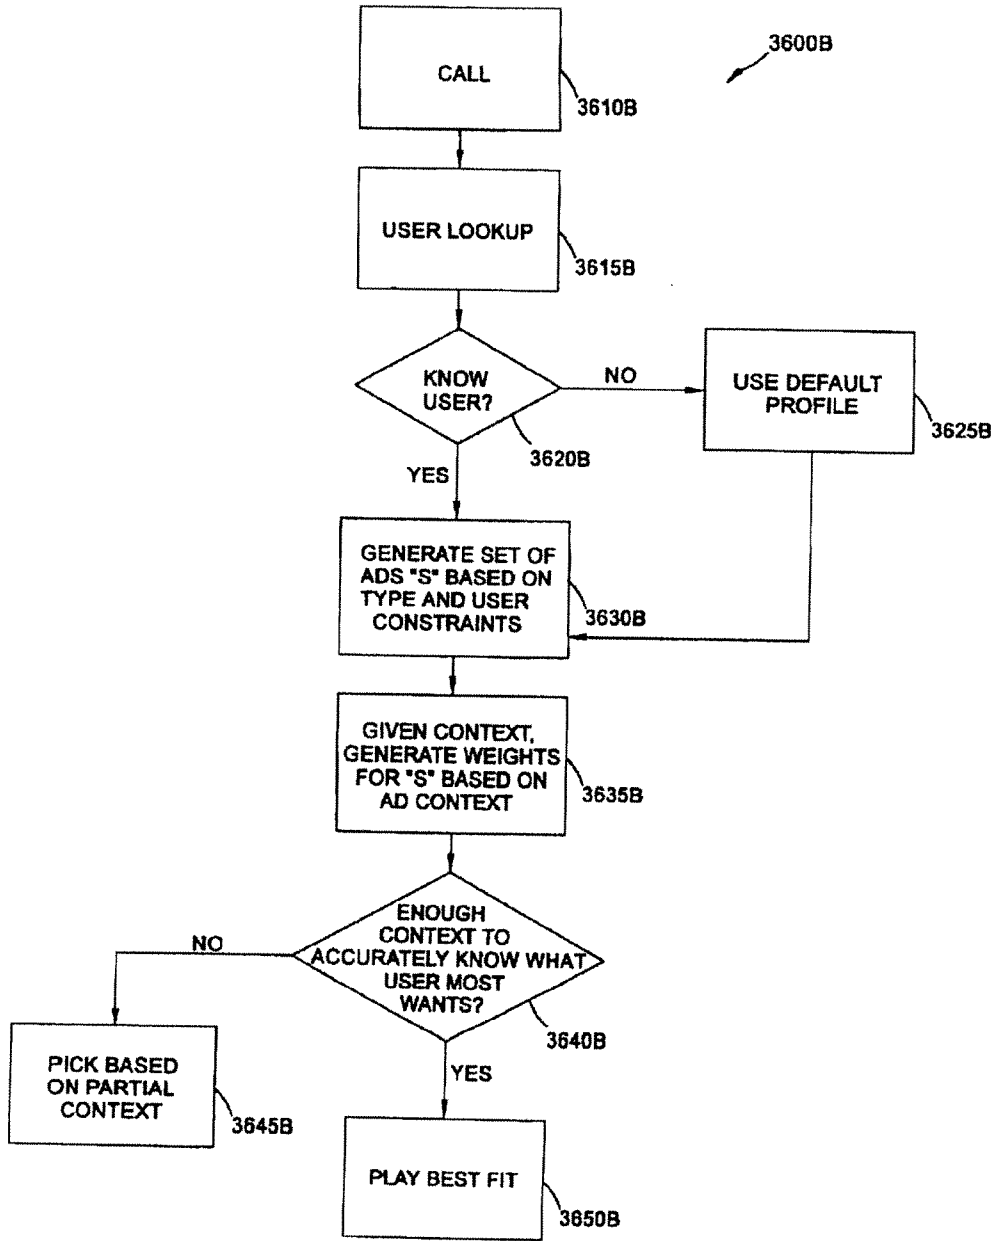 3600B
CALL
3610B
USER LOOKUP
3615B
KNOW
USER?
3620B
NO
USE DEFAULT
PROFILE
3625B
YES
GENERATE SET OF
ADS "S" BASED ON
TYPE AND USER
CONSTRAINTS
3630B
GIVEN CONTEXT,
GENERATE WEIGHTS
FOR "S" BASED ON
AD CONTEXT
3635B
ENOUGH
CONTEXT TO
ACCURATELY KNOW WHAT
USER MOST
WANTS?
3640B
NO
PICK BASED
ON PARTIAL
CONTEXT
3645B
YES
PLAY BEST FIT
3650B